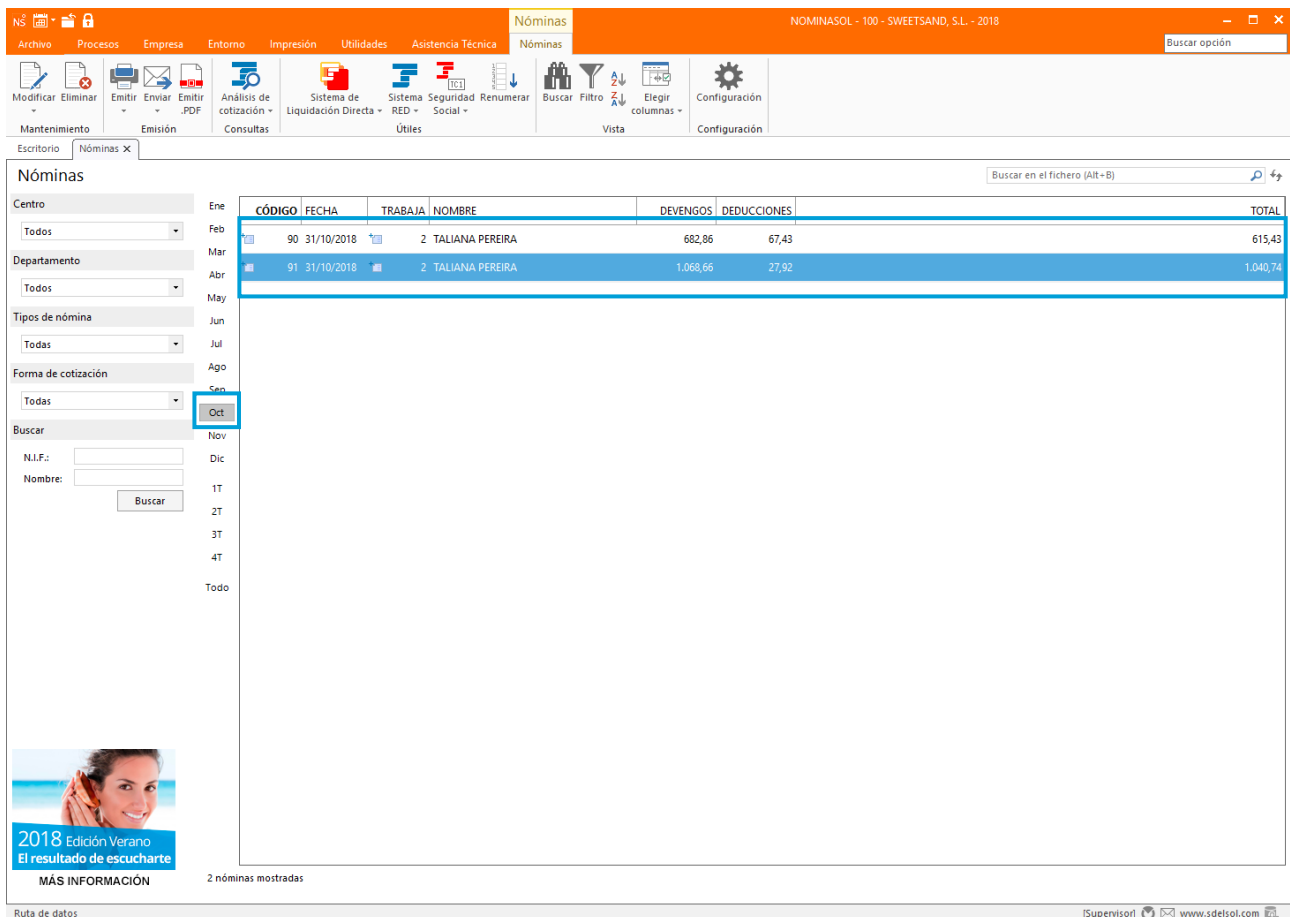 NS Nóminas NOMINASOL - 100 - SWEETSAND, S.L. - 2018
Archivo Procesos Empresa Entorno Impresión Utilidades Asistencia Técnica Nóminas Buscar opción
Modificar Eliminar Emitir Enviar Emitir .PDF Análisis de cotización Sistema de Liquidación Directa Sistema RED Seguridad Social Renumerar Buscar Filtro Elegir columnas Configuración
Mantenimiento Emisión Consultas Útiles Vista Configuración
Escritorio Nóminas
Nóminas Buscar en el fichero (Alt+B)
Centro
Todos
Departamento
Todos
Tipos de nómina
Todas
Forma de cotización
Todas
Buscar
N.I.F.:
Nombre:
Buscar
Ene
Feb
Mar
Abr
May
Jun
Jul
Ago
Sep
Oct
Nov
Dic
1T
2T
3T
4T
Todo
CÓDIGO FECHA TRABAJA NOMBRE DEVENGOS DEDUCCIONES TOTAL
90 31/10/2018 2 TALIANA PEREIRA 682,86 67,43 615,43
91 31/10/2018 2 TALIANA PEREIRA 1.068,66 27,92 1.040,74
2018 Edición Verano
El resultado de escucharte
MÁS INFORMACIÓN
2 nóminas mostradas
Ruta de datos [Supervisor] www.sdelsol.com